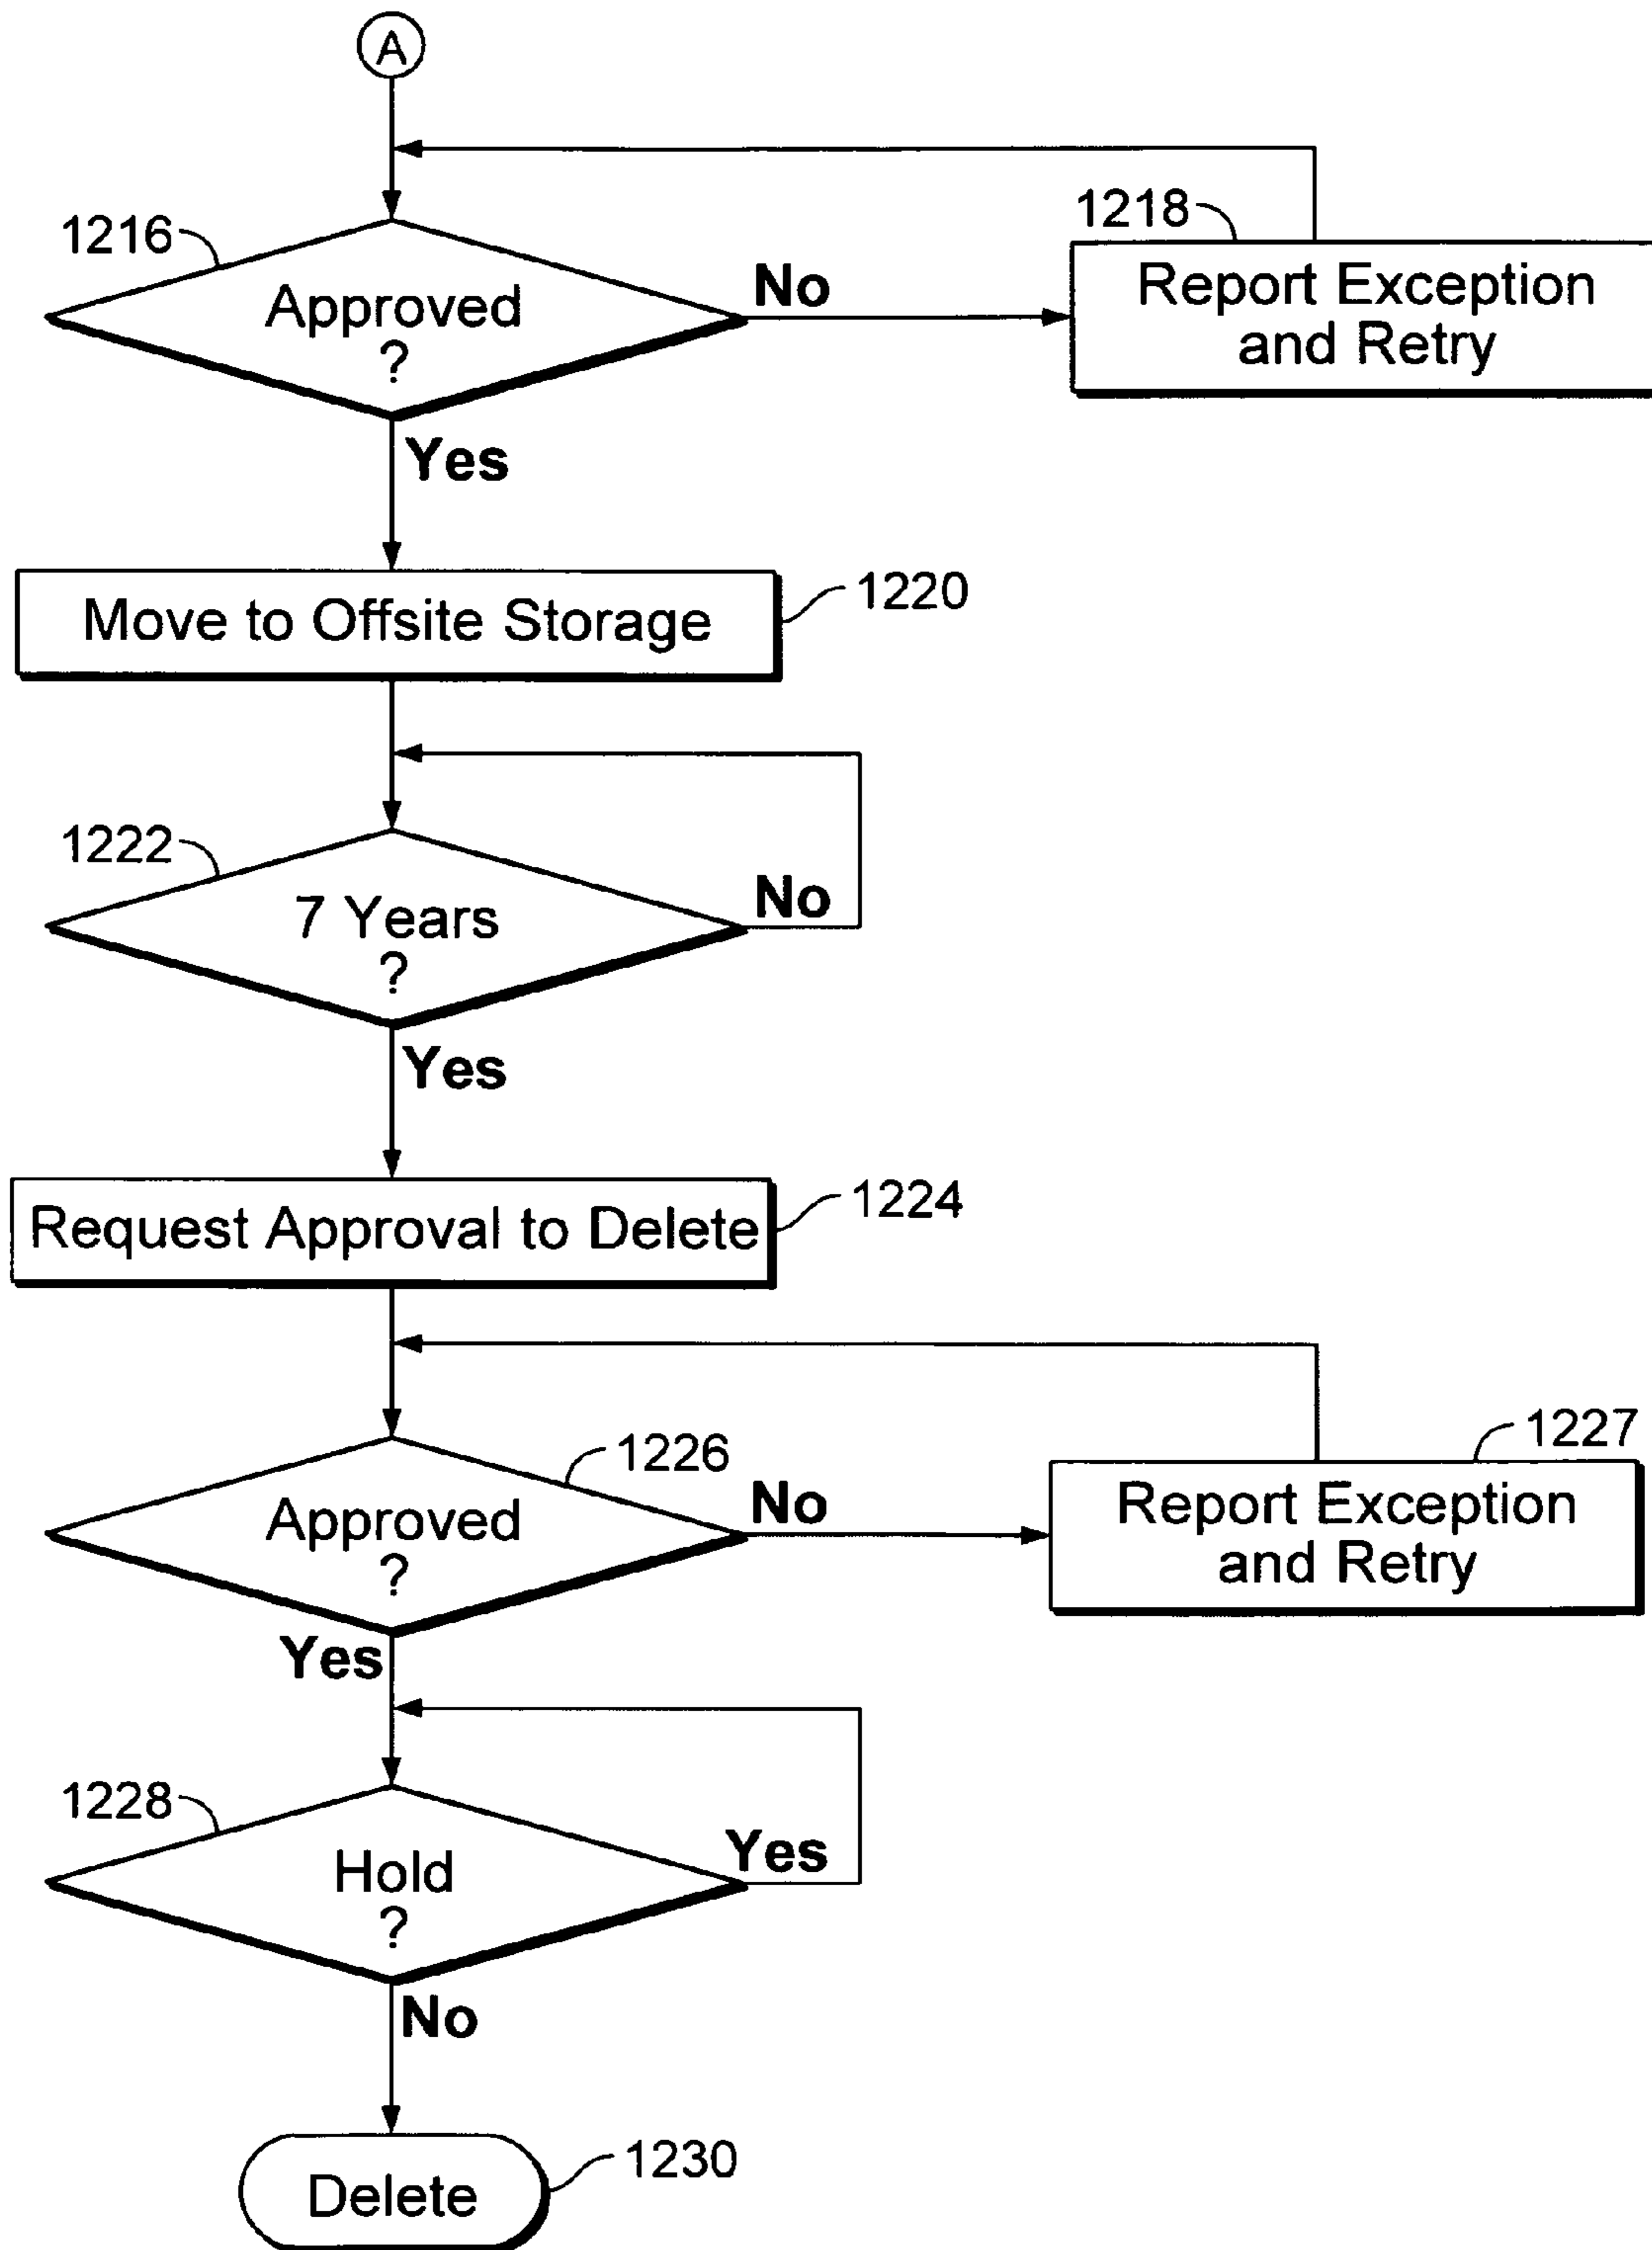 A
1216
Approved
?
No
1218
Report Exception
and Retry
Yes
Move to Offsite Storage
1220
1222
7 Years
?
No
Yes
Request Approval to Delete
1224
1226
Approved
?
No
1227
Report Exception
and Retry
Yes
1228
Hold
?
Yes
No
Delete
1230